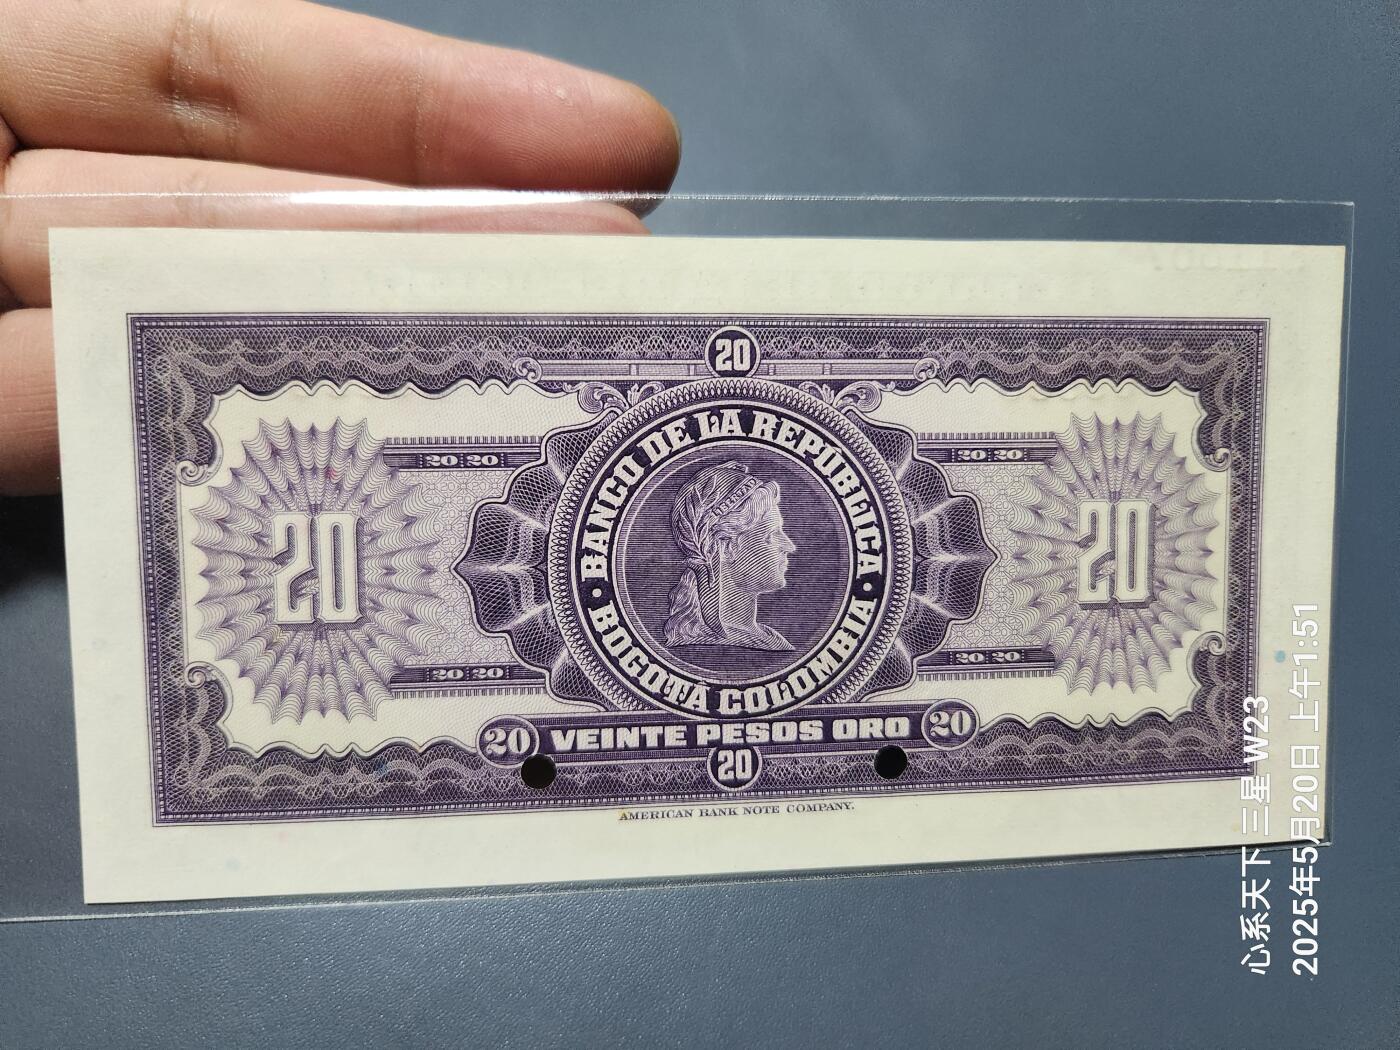 20
BANCO DE LA REPUBLICA
LIBERTAD
20 20
20 20
20
20
20 20
20 20
BOGOTA COLOMBIA
20 VEINTE PESOS ORO 20
20
AMERICAN BANK NOTE COMPANY.
心系天下三星 W23
2025年5月20日 上午1:51